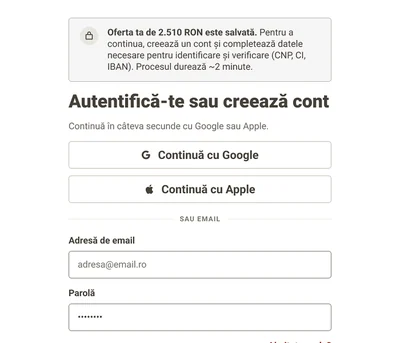 Oferta ta de 2.510 RON este salvată. Pentru a
continua, creează un cont și completează datele
necesare pentru identificare și verificare (CNP, CI,
IBAN). Procesul durează ~2 minute.
Autentifică-te sau creează cont
Continuă în câteva secunde cu Google sau Apple.
Continuă cu Google
Continuă cu Apple
SAU EMAIL
Adresă de email
adresa@email.ro
Parolă
••••••••